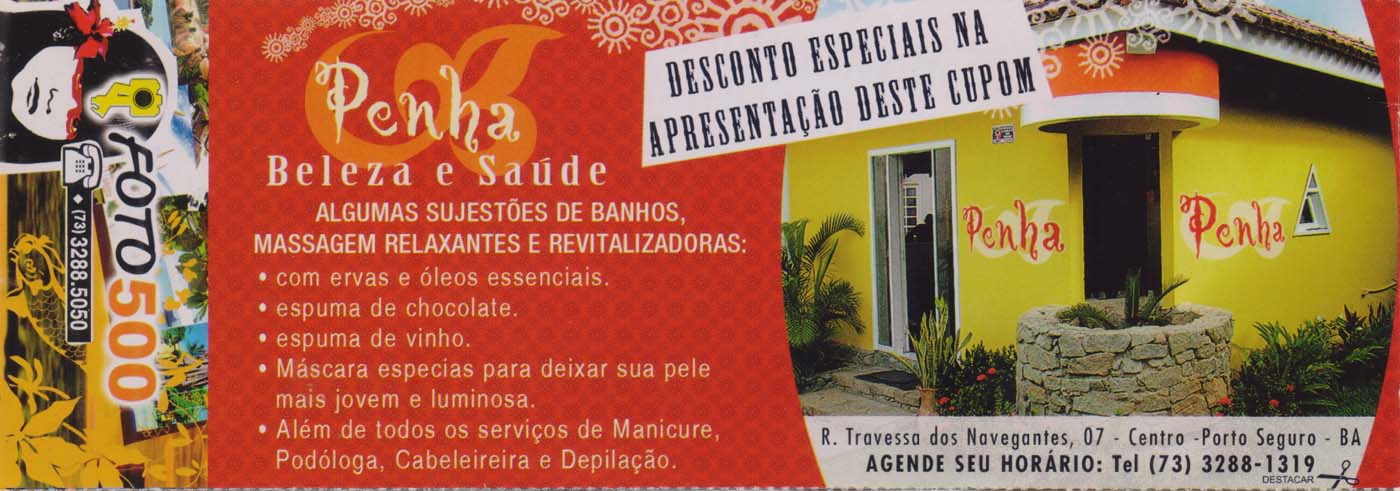 FOTO 500
(73) 3288.5050
Penha
Beleza e Saúde
ALGUMAS SUJESTÕES DE BANHOS,
MASSAGEM RELAXANTES E REVITALIZADORAS:
• com ervas e óleos essenciais.
• espuma de chocolate.
• espuma de vinho.
• Máscara especias para deixar sua pele
mais jovem e luminosa.
• Além de todos os serviços de Manicure,
Podóloga, Cabeleireira e Depilação.
DESCONTO ESPECIAIS NA
APRESENTAÇÃO DESTE CUPOM
Penha
Penha
R. Travessa dos Navegantes, 07 - Centro -Porto Seguro - BA
AGENDE SEU HORÁRIO: Tel (73) 3288-1319
DESTACAR